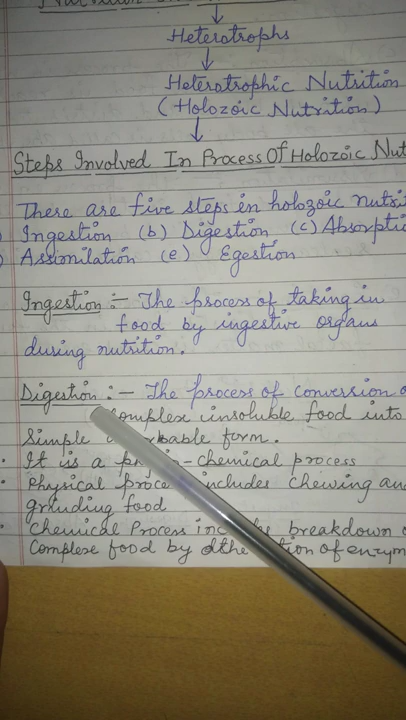 Heterotrophs
Heterotrophic Nutrition
(Holozoic Nutrition)
Steps Involved In Process Of Holozoic Nut
There are five steps in holozoic
Ingestion (b) Digestion (c) Absorptio
Assimilation (e) Egestion
Ingestion :- The process of taking in
food by ingestive organs
during nutrition.
Digestion :- The process of conversion o
complex insoluble food into
Simple form.
• It is a chemical process
• Physical includes chewing and
grinding food
• Chemical Process breakdown o
Complex food by of enzym